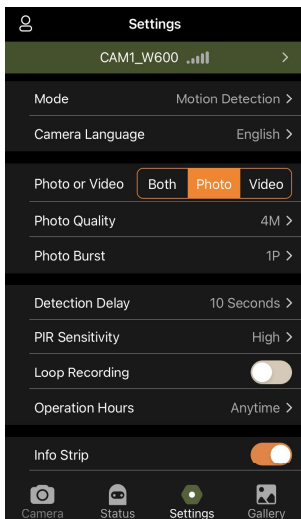 Settings
CAM1_W600
Mode Motion Detection
Camera Language English
Photo or Video Both Photo Video
Photo Quality 4M
Photo Burst 1P
Detection Delay 10 Seconds
PIR Sensitivity High
Loop Recording
Operation Hours Anytime
Info Strip
Camera Status Settings Gallery